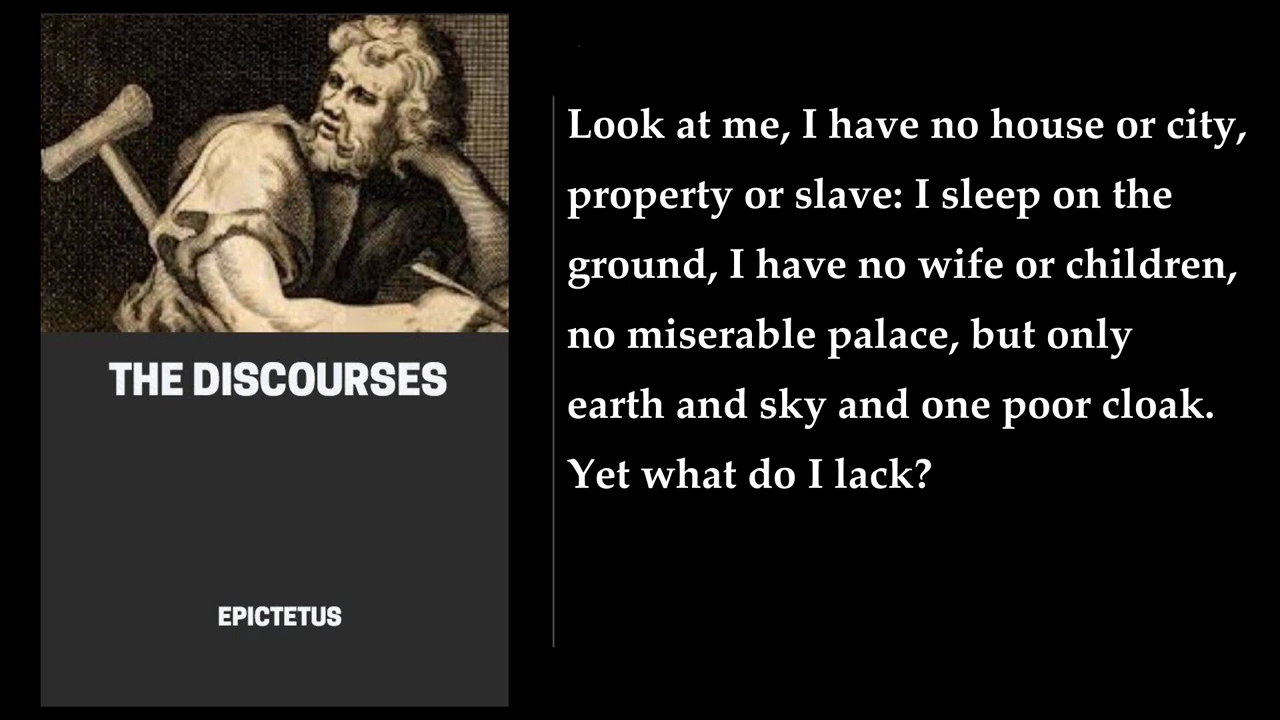 THE DISCOURSES
EPICTETUS
Look at me, I have no house or city,
property or slave: I sleep on the
ground, I have no wife or children,
no miserable palace, but only
earth and sky and one poor cloak.
Yet what do I lack?